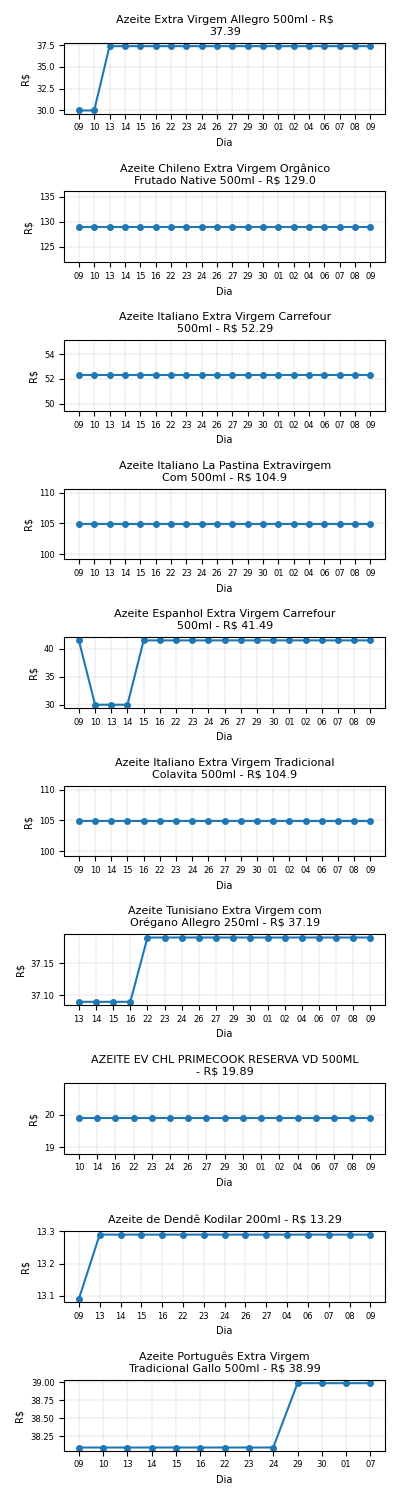 Azeite Extra Virgem Allegro 500ml - R$
37.39
37.5
35.0
32.5
30.0
R$
09 10 13 14 15 16 22 23 24 26 27 29 30 01 02 04 06 07 08 09
Dia
Azeite Chileno Extra Virgem Orgânico
Frutado Native 500ml - R$ 129.0
135
130
125
R$
09 10 13 14 15 16 22 23 24 26 27 29 30 01 02 04 06 07 08 09
Dia
Azeite Italiano Extra Virgem Carrefour
500ml - R$ 52.29
54
52
50
R$
09 10 13 14 15 16 22 23 24 26 27 29 30 01 02 04 06 07 08 09
Dia
Azeite Italiano La Pastina Extravirgem
Com 500ml - R$ 104.9
110
105
100
R$
09 10 13 14 15 16 22 23 24 26 27 29 30 01 02 04 06 07 08 09
Dia
Azeite Espanhol Extra Virgem Carrefour
500ml - R$ 41.49
40
35
30
R$
09 10 13 14 15 16 22 23 24 26 27 29 30 01 02 06 07 08 09
Dia
Azeite Italiano Extra Virgem Tradicional
Colavita 500ml - R$ 104.9
110
105
100
R$
09 10 14 15 16 22 23 24 26 27 29 30 01 02 04 06 07 08 09
Dia
Azeite Tunisiano Extra Virgem com
Orégano Allegro 250ml - R$ 37.19
37.15
37.10
R$
13 14 15 16 22 23 24 26 27 29 30 01 02 04 06 07 08 09
Dia
AZEITE EV CHL PRIMECOOK RESERVA VD 500ML
- R$ 19.89
20
19
R$
10 14 16 22 23 24 26 27 29 30 01 02 04 06 07 08 09
Dia
Azeite de Dendê Kodilar 200ml - R$ 13.29
13.3
13.2
13.1
R$
09 13 14 15 16 22 23 24 26 27 04 06 07 08 09
Dia
Azeite Português Extra Virgem
Tradicional Gallo 500ml - R$ 38.99
39.00
38.75
38.50
38.25
R$
09 10 13 14 15 16 22 23 24 29 30 01 07
Dia